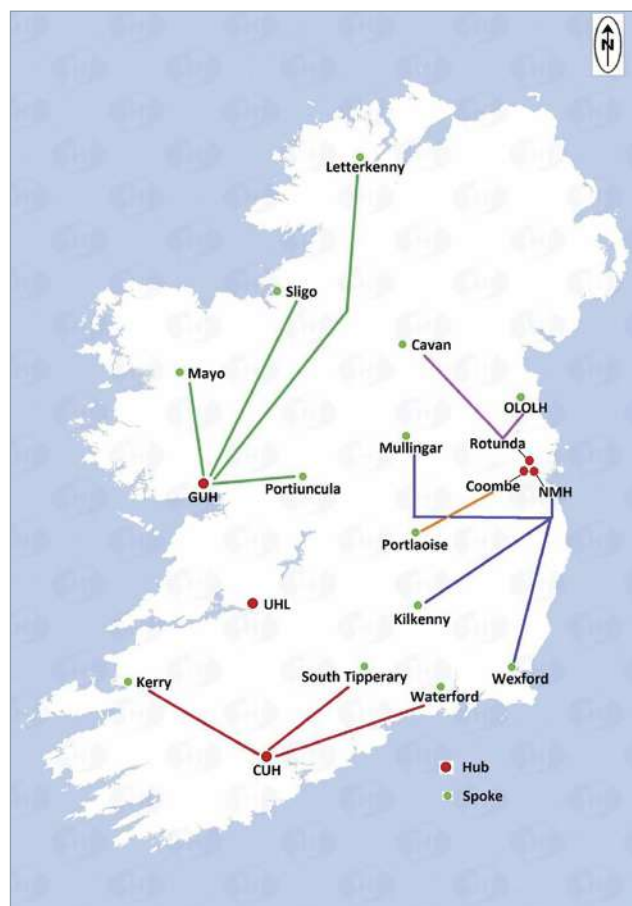 N
Letterkenny
Sligo
Cavan
Mayo
OLOLH
Mullingar
Rotunda
GUH
Portiuncula
Coombe
NMH
Portlaoise
UHL
Kilkenny
Kerry
South Tipperary
Wexford
Waterford
CUH
Hub
Spoke